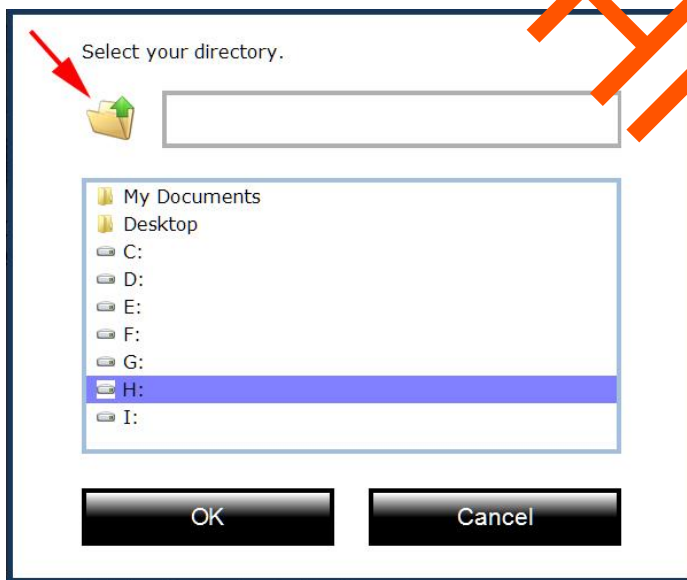 Select your directory.
My Documents
Desktop
C:
D:
E:
F:
G:
H:
I:
OK
Cancel